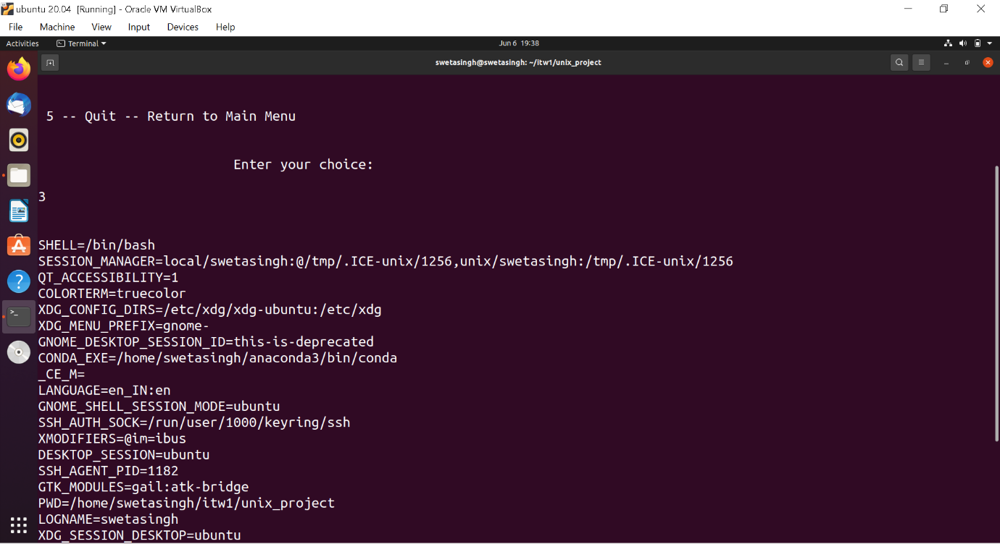 ubuntu 20.04 [Running] - Oracle VM VirtualBox
File Machine View Input Devices Help
Activities Terminal Jun 6 19:38
swetasingh@swetasingh: ~/itw1/unix_project
5 -- Quit -- Return to Main Menu
Enter your choice:
3
SHELL=/bin/bash
SESSION_MANAGER=local/swetasingh:@/tmp/.ICE-unix/1256,unix/swetasingh:/tmp/.ICE-unix/1256
QT_ACCESSIBILITY=1
COLORTERM=truecolor
XDG_CONFIG_DIRS=/etc/xdg/xdg-ubuntu:/etc/xdg
XDG_MENU_PREFIX=gnome-
GNOME_DESKTOP_SESSION_ID=this-is-deprecated
CONDA_EXE=/home/swetasingh/anaconda3/bin/conda
_CE_M=
LANGUAGE=en_IN:en
GNOME_SHELL_SESSION_MODE=ubuntu
SSH_AUTH_SOCK=/run/user/1000/keyring/ssh
XMODIFIERS=@im=ibus
DESKTOP_SESSION=ubuntu
SSH_AGENT_PID=1182
GTK_MODULES=gail:atk-bridge
PWD=/home/swetasingh/itw1/unix_project
LOGNAME=swetasingh
XDG_SESSION_DESKTOP=ubuntu